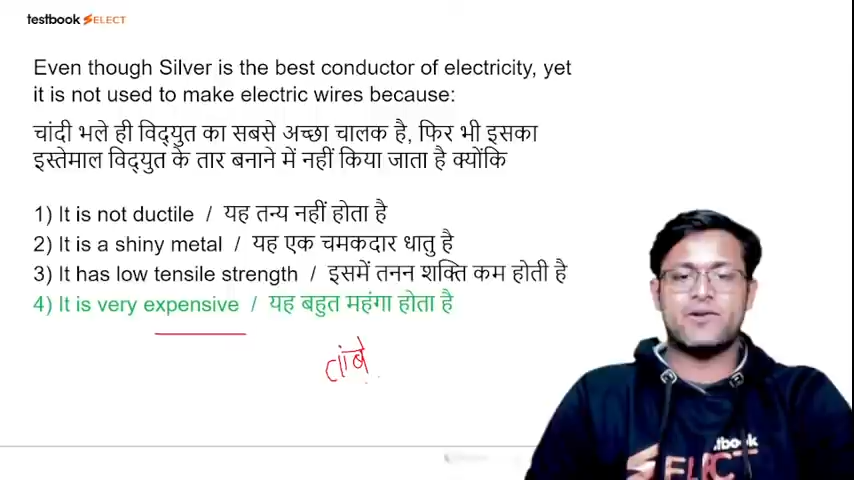 testbook SELECT
Even though Silver is the best conductor of electricity, yet
it is not used to make electric wires because:
चांदी भले ही विद्युत का सबसे अच्छा चालक है, फिर भी इसका
इस्तेमाल विद्युत के तार बनाने में नहीं किया जाता है क्योंकि
1) It is not ductile / यह तन्य नहीं होता है
2) It is a shiny metal / यह एक चमकदार धातु है
3) It has low tensile strength / इसमें तनन शक्ति कम होती है
4) It is very expensive / यह बहुत महंगा होता है
तांबे